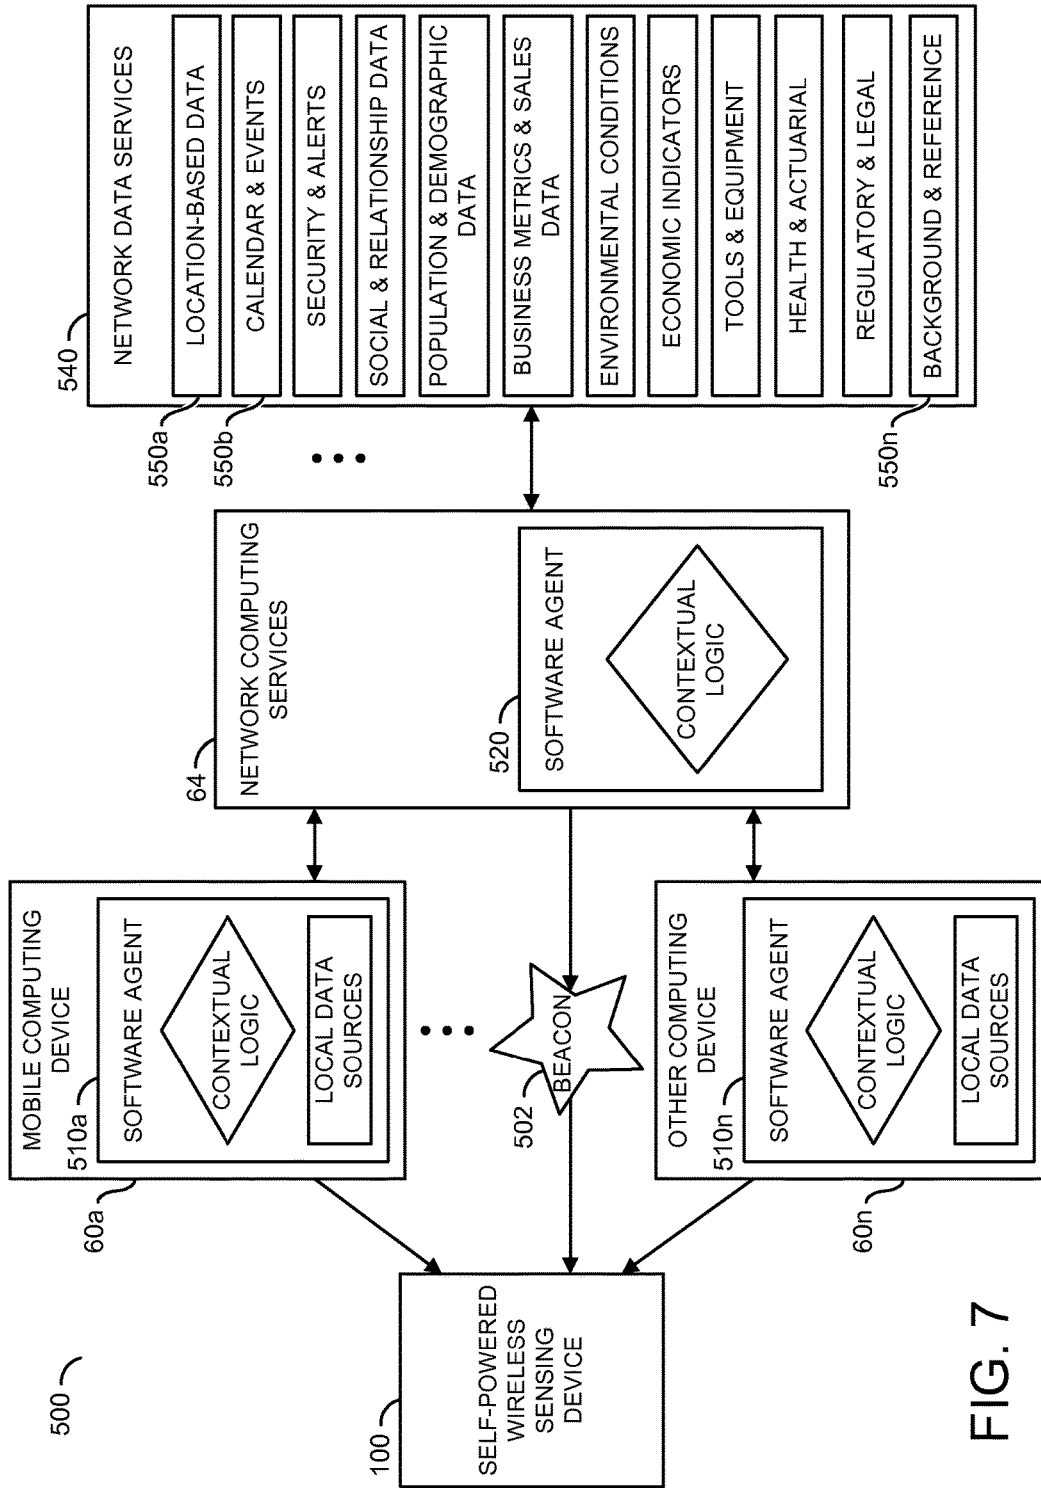 500
100
SELF-POWERED
WIRELESS
SENSING
DEVICE
60a
MOBILE COMPUTING
DEVICE
510a
SOFTWARE AGENT
CONTEXTUAL
LOGIC
LOCAL DATA
SOURCES
502
BEACON
60n
OTHER COMPUTING
DEVICE
510n
SOFTWARE AGENT
CONTEXTUAL
LOGIC
LOCAL DATA
SOURCES
64
NETWORK COMPUTING
SERVICES
520
SOFTWARE AGENT
CONTEXTUAL
LOGIC
540
NETWORK DATA SERVICES
550a
LOCATION-BASED DATA
550b
CALENDAR & EVENTS
SECURITY & ALERTS
SOCIAL & RELATIONSHIP DATA
POPULATION & DEMOGRAPHIC
DATA
BUSINESS METRICS & SALES
DATA
ENVIRONMENTAL CONDITIONS
ECONOMIC INDICATORS
TOOLS & EQUIPMENT
HEALTH & ACTUARIAL
REGULATORY & LEGAL
550n
BACKGROUND & REFERENCE
FIG. 7